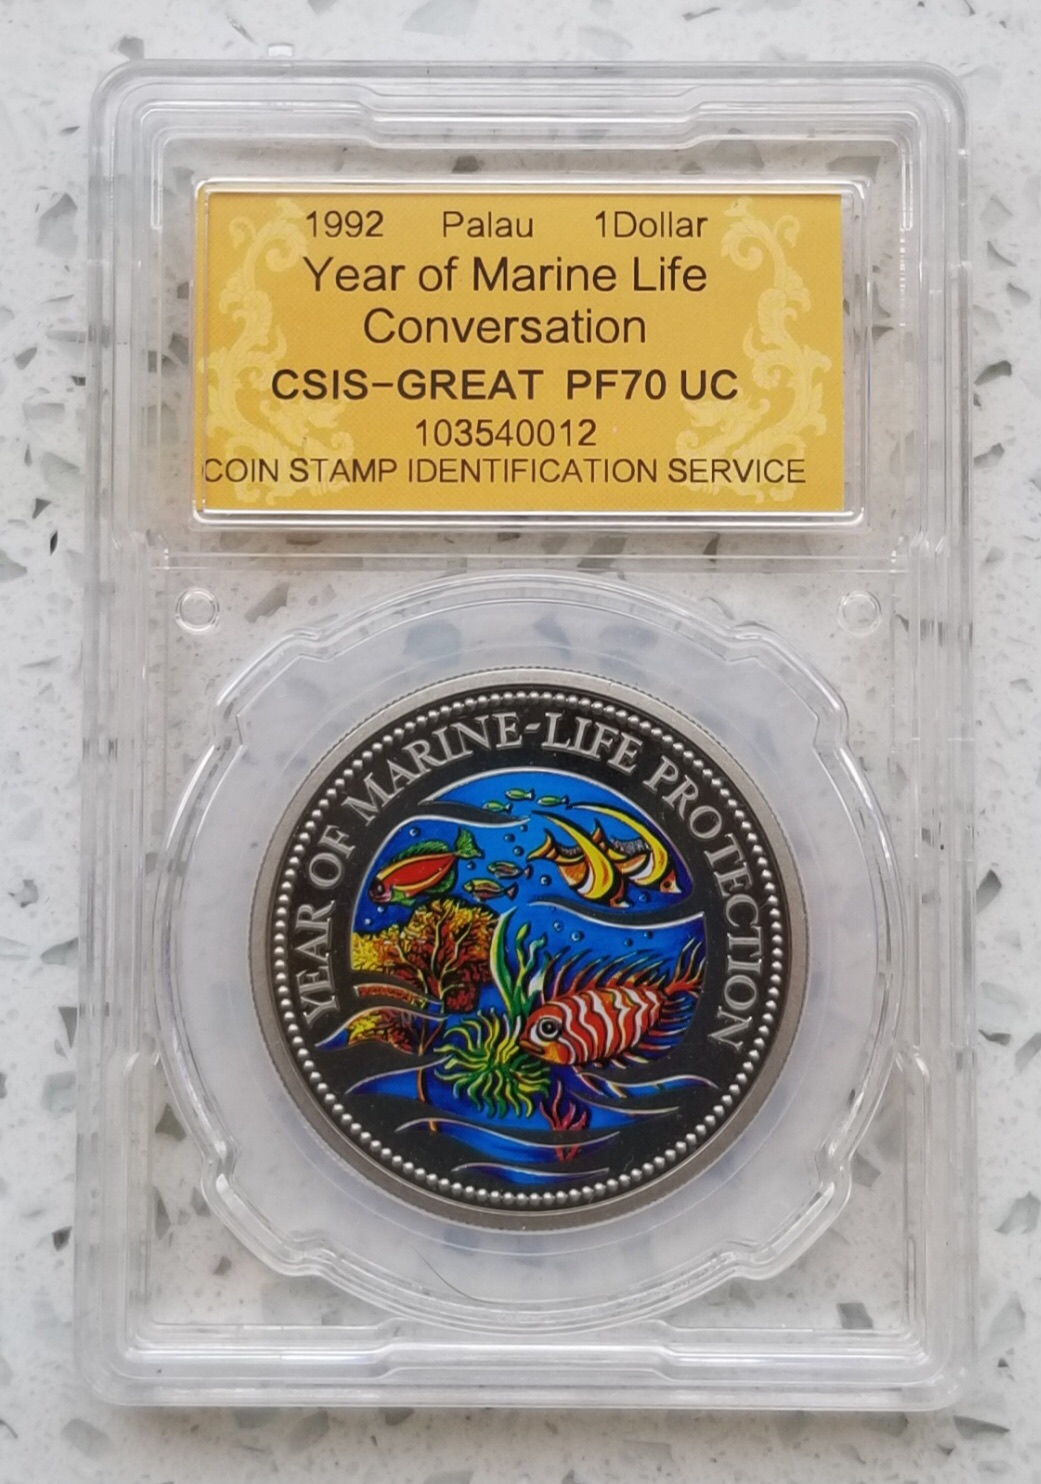 1992 Palau 1Dollar
Year of Marine Life
Conversation
CSIS-GREAT PF70 UC
103540012
COIN STAMP IDENTIFICATION SERVICE
YEAR OF MARINE-LIFE PROTECTION